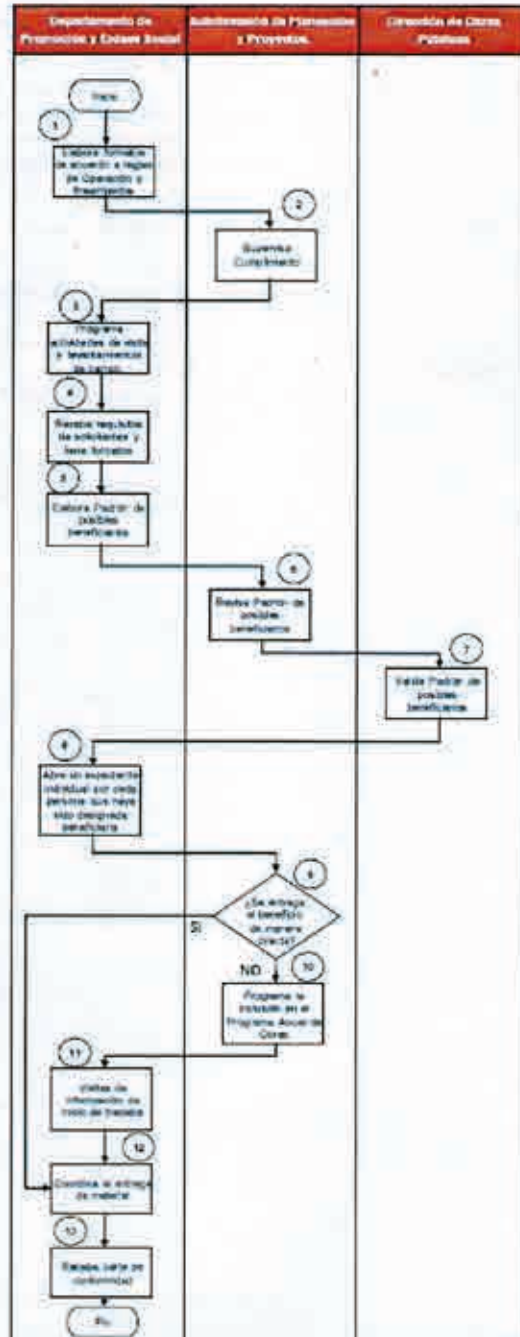 Departamento de
Promoción y Enlace Social
Subdirección de Planeación
y Proyectos
Dirección de Obras
Públicas
Inicio
1
Elabora formatos
de acuerdo a reglas
de Operación y
2
Supervisa
Cumplimiento
3
Programa
actividades de visita
y levantamientos
de campo
4
Recaba requisitos
de solicitantes y
llena formatos
5
Elabora Padrón de
posibles
beneficiarios
6
Revisa Padrón de
posibles
beneficiarios
7
Valida Padrón de
posibles
beneficiarios
8
Abre un expediente
individual por cada
persona que haya
sido designada
beneficiaria
9
¿Se entrega
el beneficio
de manera
directa?
SI
NO
10
Programa la
inclusión en el
Programa Anual de
Obras
11
Visitas de
información de
inicio de trabajos
12
Coordina la entrega
de material
13
Recaba carta de
conformidad
Fin